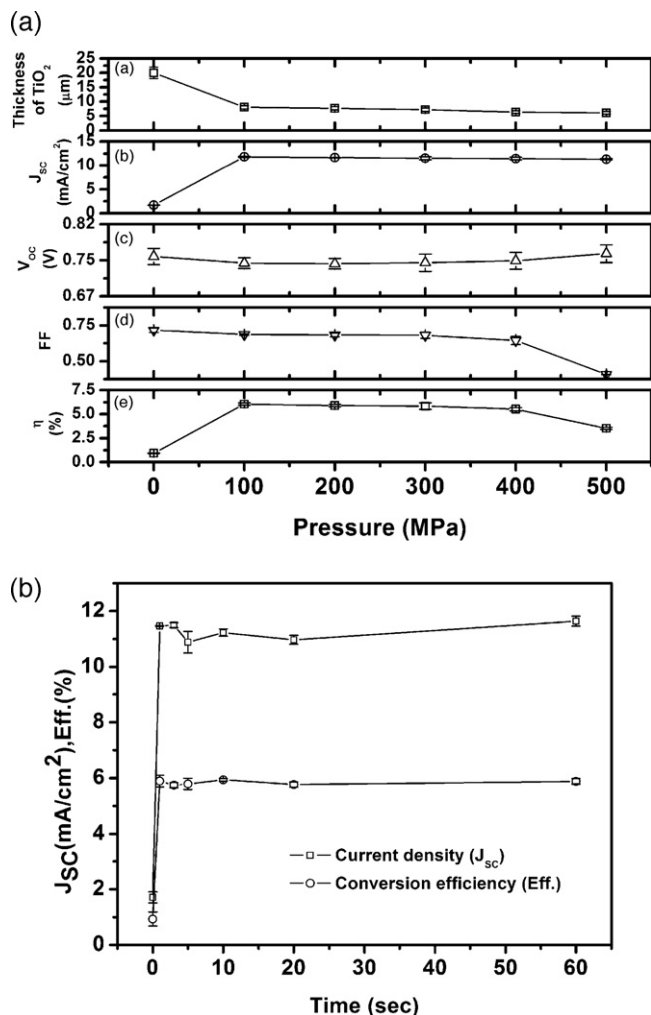 (a)
Thickness
of TiO2
(μm)
25
20
15
10
5
0
(a)
JSC
(mA/cm²)
15
10
5
0
(b)
VOC
(V)
0.82
0.75
0.67
(c)
FF
0.75
0.50
(d)
η
(%)
7.5
5.0
2.5
0.0
(e)
0 100 200 300 400 500
Pressure (MPa)
(b)
JSC(mA/cm²),Eff.(%)
12
10
8
6
4
2
0
Current density (JSC)
Conversion efficiency (Eff.)
0 10 20 30 40 50 60
Time (sec)